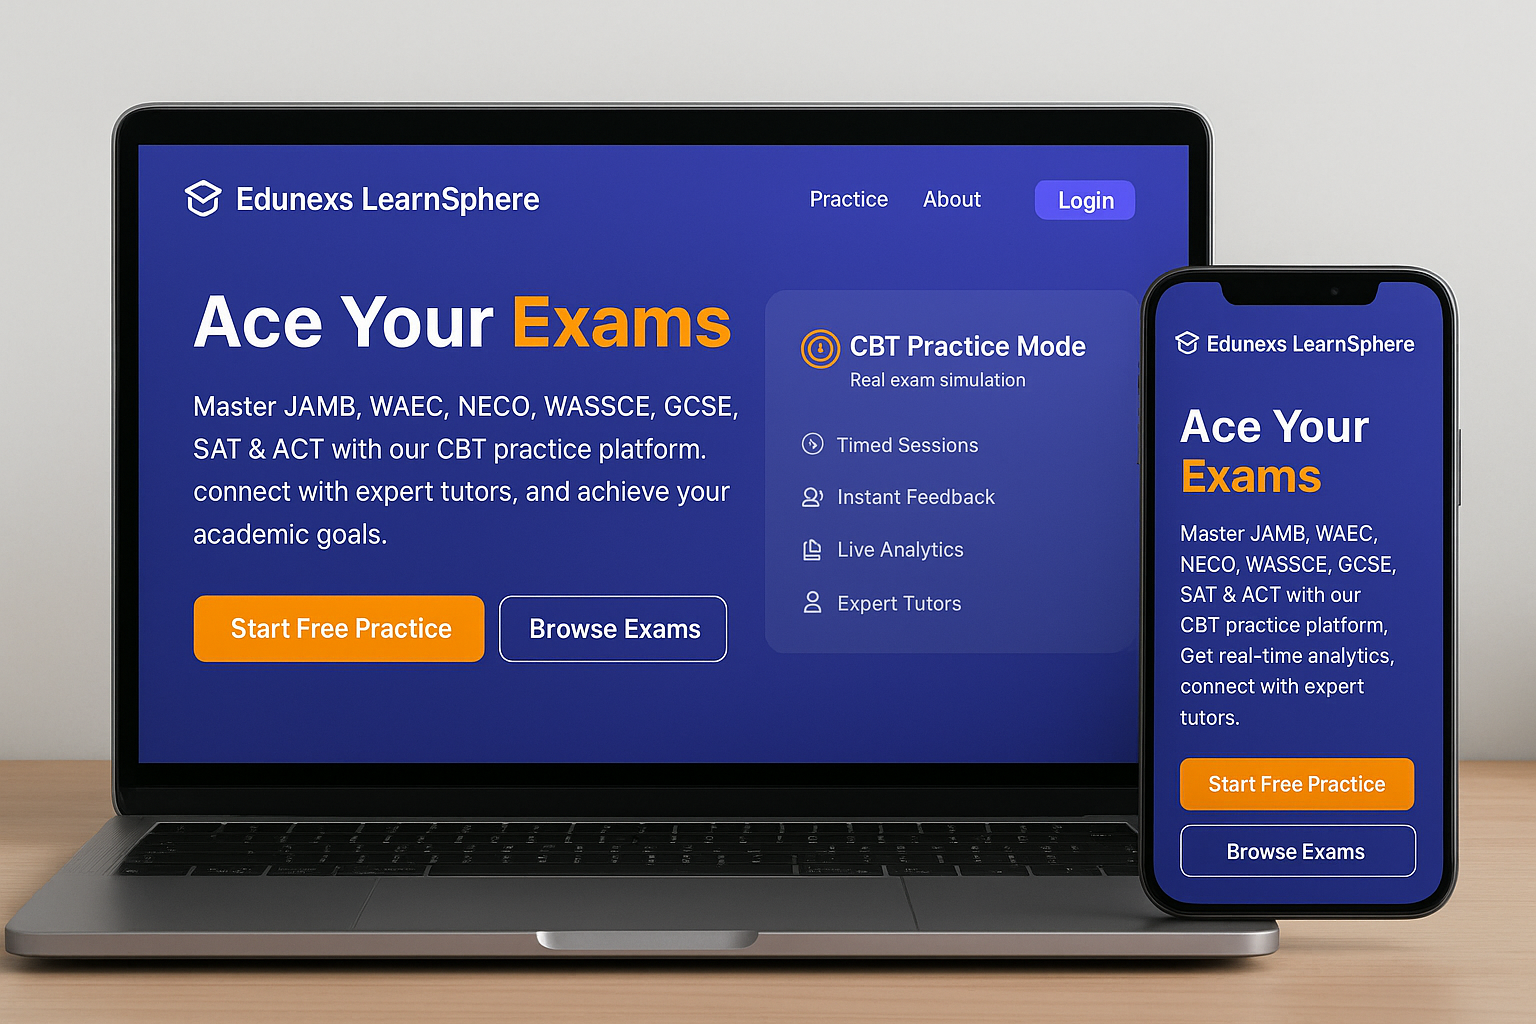 Edunexs LearnSphere
Practice
About
Login
Ace Your Exams
Master JAMB, WAEC, NECO, WASSCE, GCSE,
SAT & ACT with our CBT practice platform.
connect with expert tutors, and achieve your
academic goals.
Start Free Practice
Browse Exams
CBT Practice Mode
Real exam simulation
Timed Sessions
Instant Feedback
Live Analytics
Expert Tutors
Edunexs LearnSphere
Ace Your
Exams
Master JAMB, WAEC,
NECO, WASSCE, GCSE,
SAT & ACT with our
CBT practice platform,
Get real-time analytics,
connect with expert
tutors.
Start Free Practice
Browse Exams